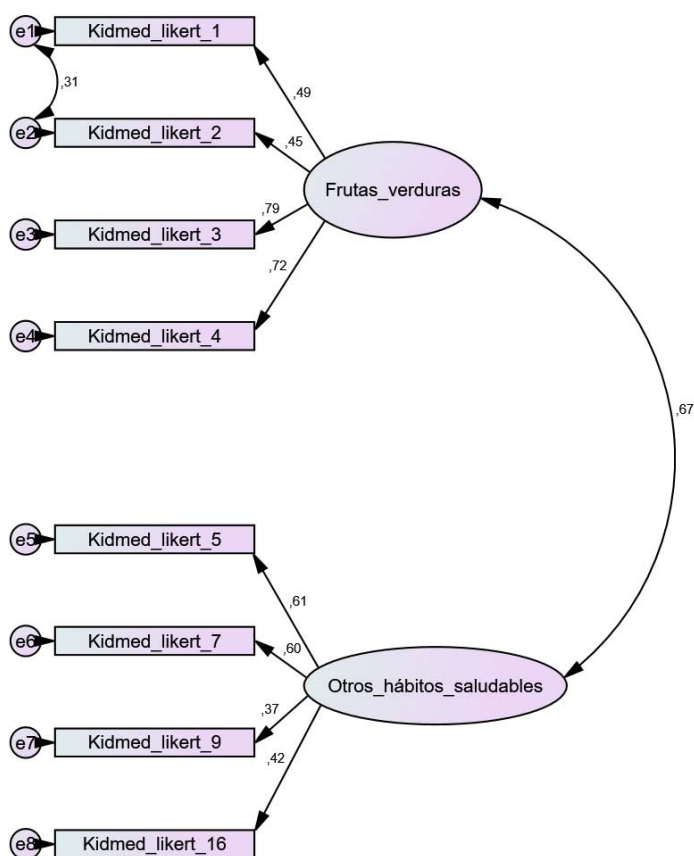 e1 Kidmed_likert_1
,31
,49
e2 Kidmed_likert_2
,45
Frutas_verduras
e3 Kidmed_likert_3
,79
,72
e4 Kidmed_likert_4
,67
e5 Kidmed_likert_5
,61
e6 Kidmed_likert_7
,60
Otros_hábitos_saludables
,37
e7 Kidmed_likert_9
,42
e8 Kidmed_likert_16